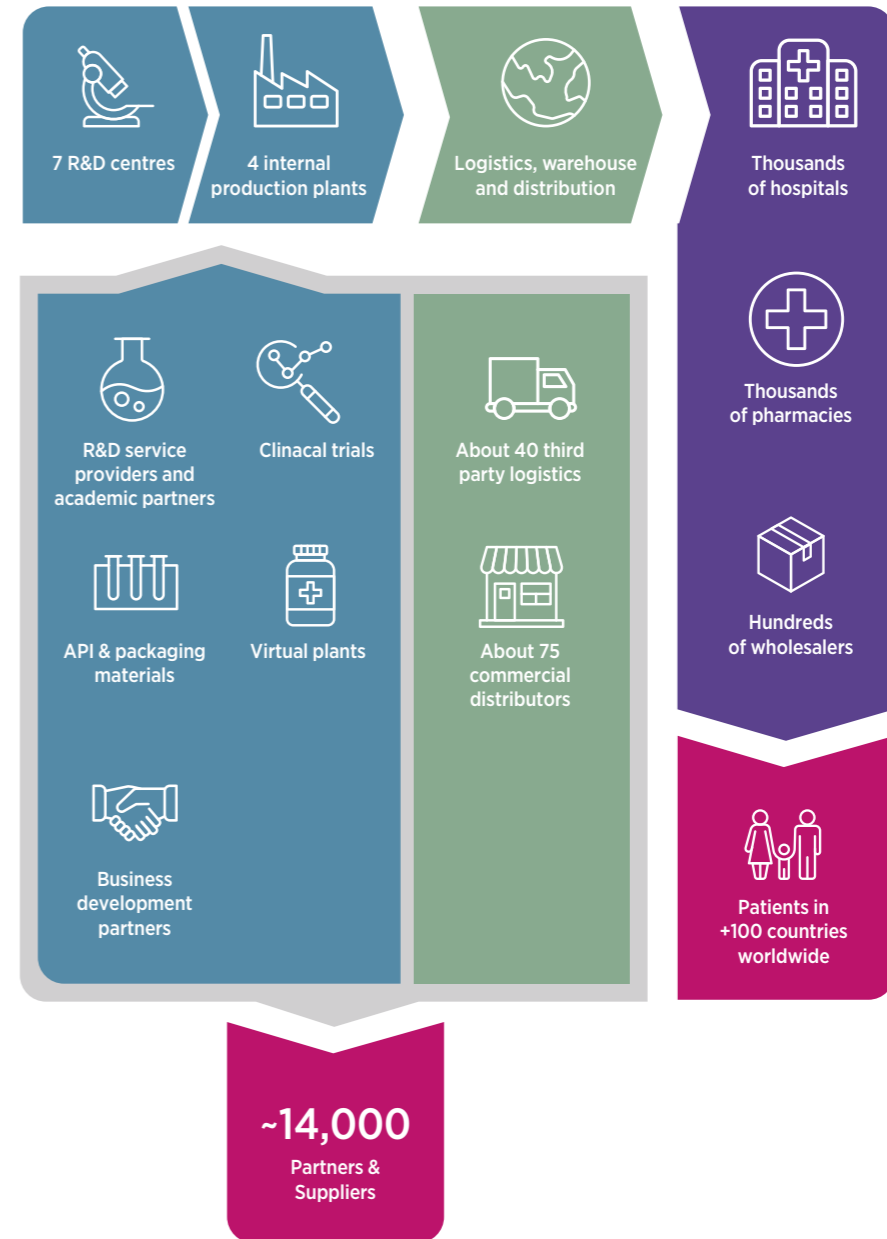 7 R&D centres
4 internal
production plants
Logistics, warehouse
and distribution
Thousands
of hospitals
R&D service
providers and
academic partners
Clinacal trials
API & packaging
materials
Virtual plants
Business
development
partners
About 40 third
party logistics
About 75
commercial
distributors
Thousands
of pharmacies
Hundreds
of wholesalers
Patients in
+100 countries
worldwide
~14,000
Partners &
Suppliers